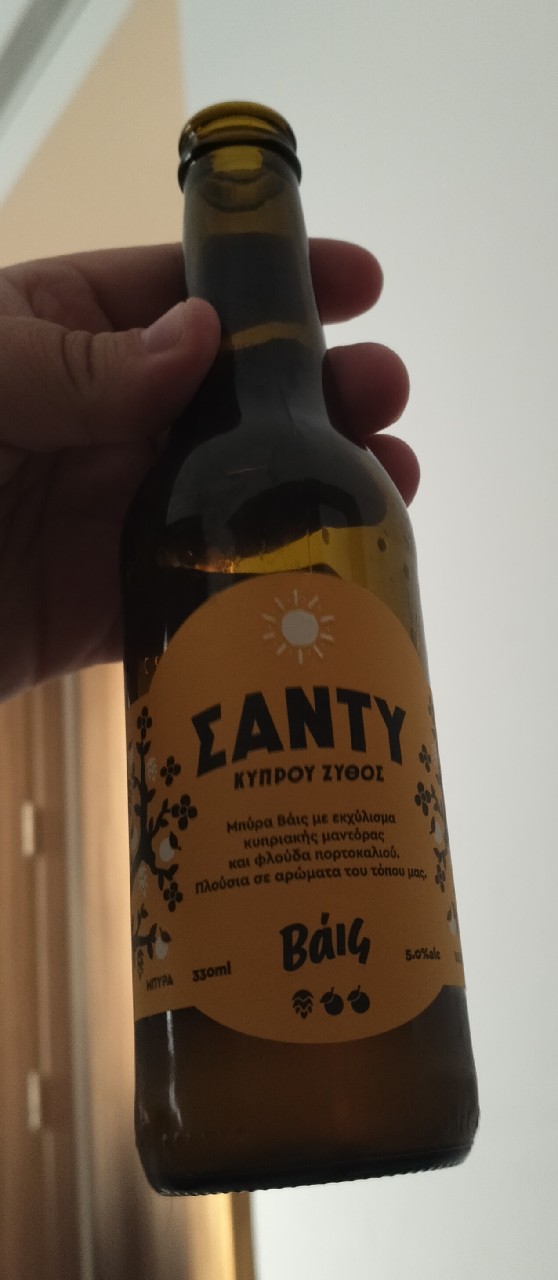 ΣΑΝΤΥ
ΚΥΠΡΟΥ ΖΥΘΟΣ
Μπύρα Βάις με εκχύλισμα
κυπριακής μαντόρας
και φλούδα πορτοκαλιού.
Πλούσια σε αρώματα του τόπου μας.
Βάις
ΜΠΥΡΑ 330ml 5.0%alc